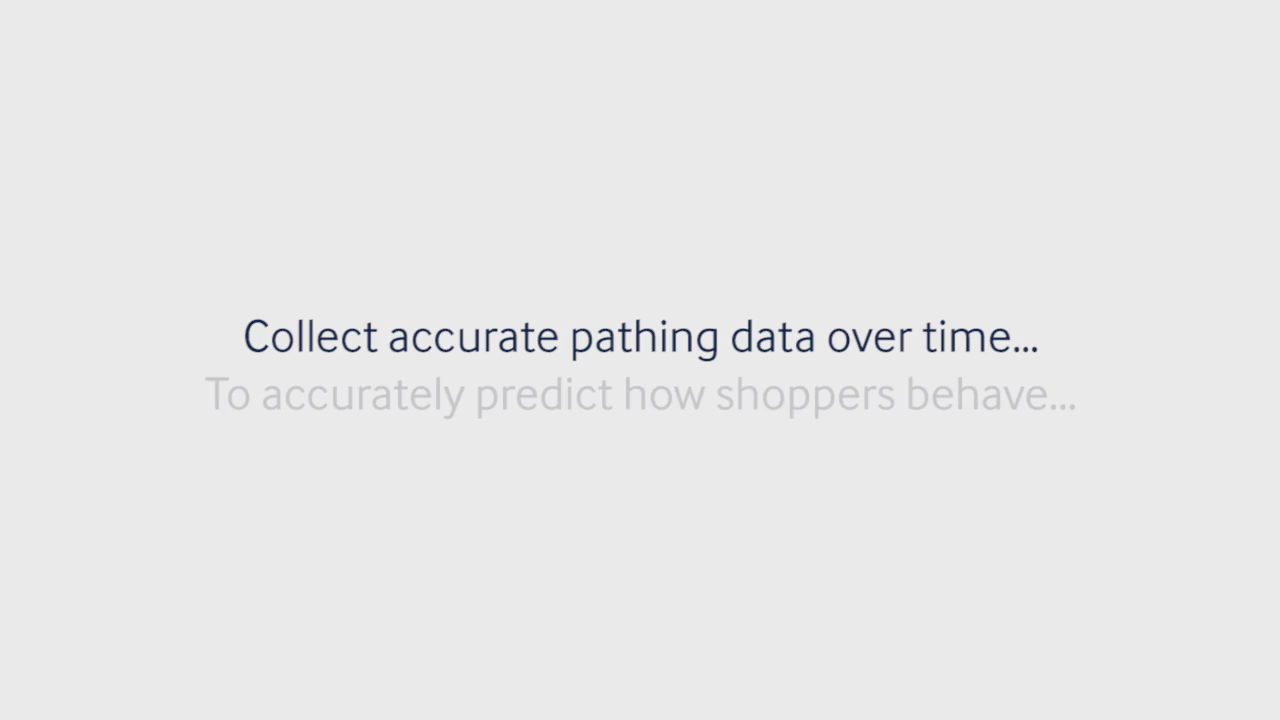 Collect accurate pathing data over time...
To accurately predict how shoppers behave...